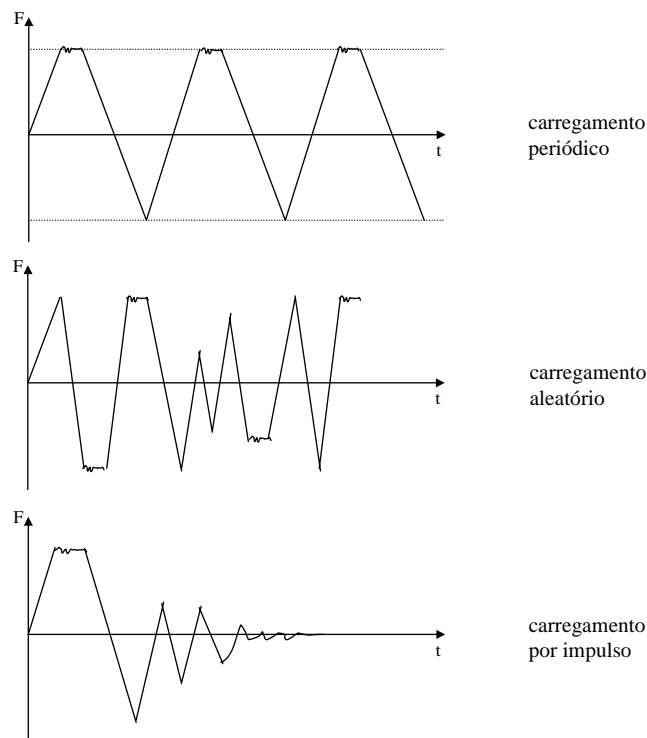 F
t
carregamento
periódico
F
t
carregamento
aleatório
F
t
carregamento
por impulso